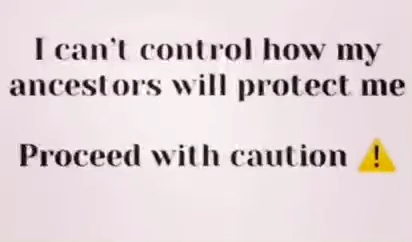 I can't control how my
ancestors will protect me
Proceed with caution ⚠️